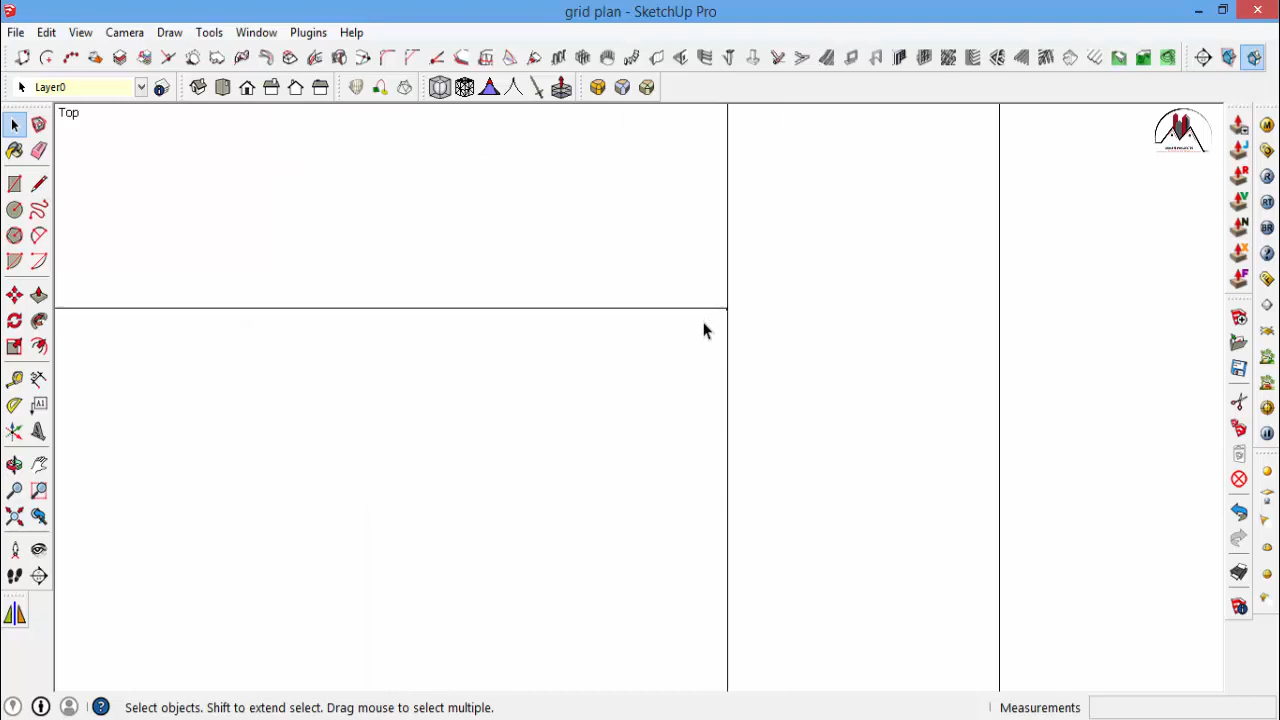 grid plan - SketchUp Pro
File Edit View Camera Draw Tools Window Plugins Help
Layer0
Top
Select objects. Shift to extend select. Drag mouse to select multiple.
Measurements